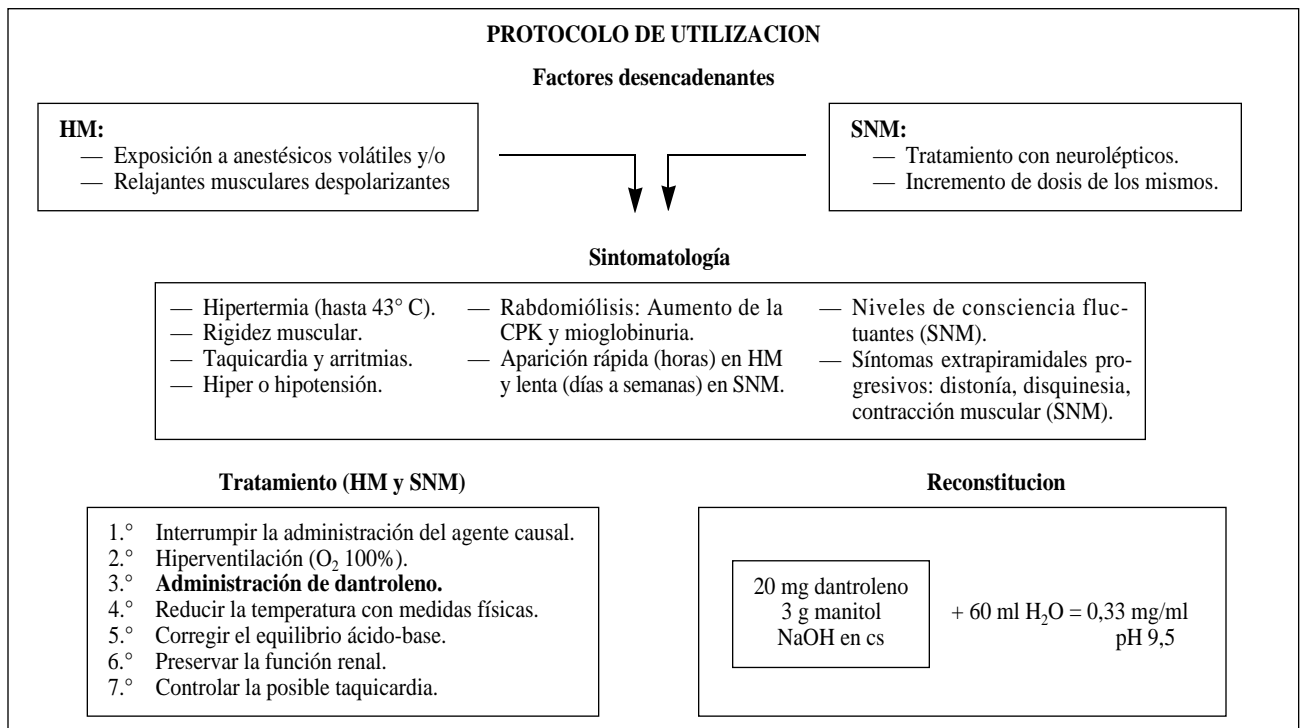 PROTOCOLO DE UTILIZACION
Factores desencadenantes
HM:
— Exposición a anestésicos volátiles y/o
— Relajantes musculares despolarizantes
SNM:
— Tratamiento con neurolépticos.
— Incremento de dosis de los mismos.
Sintomatología
— Hipertermia (hasta 43° C).
— Rigidez muscular.
— Taquicardia y arritmias.
— Hiper o hipotensión.
— Rabdomiólisis: Aumento de la
CPK y mioglobinuria.
— Aparición rápida (horas) en HM
y lenta (días a semanas) en SNM.
— Niveles de consciencia fluc-
tuantes (SNM).
— Síntomas extrapiramidales pro-
gresivos: distonía, disquinesia,
contracción muscular (SNM).
Tratamiento (HM y SNM)
1.° Interrumpir la administración del agente causal.
2.° Hiperventilación (O₂ 100%).
3.° Administración de dantroleno.
4.° Reducir la temperatura con medidas físicas.
5.° Corregir el equilibrio ácido-base.
6.° Preservar la función renal.
7.° Controlar la posible taquicardia.
Reconstitucion
20 mg dantroleno
3 g manitol
NaOH en cs
+ 60 ml H₂O = 0,33 mg/ml
pH 9,5